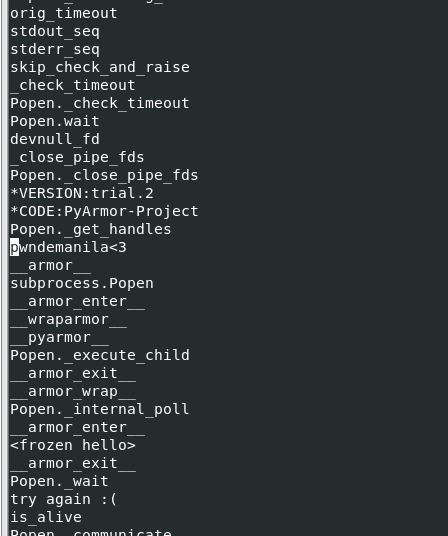 orig_timeout
stdout_seq
stderr_seq
skip_check_and_raise
_check_timeout
Popen._check_timeout
Popen.wait
devnull_fd
_close_pipe_fds
Popen._close_pipe_fds
*VERSION:trial.2
*CODE:PyArmor-Project
Popen._get_handles
pwndemanila<3
__armor__
subprocess.Popen
__armor_enter__
__wraparmor__
__pyarmor__
Popen._execute_child
__armor_exit__
__armor_wrap__
Popen._internal_poll
__armor_enter__
<frozen hello>
__armor_exit__
Popen._wait
try again :(
is_alive
Popen._communicate